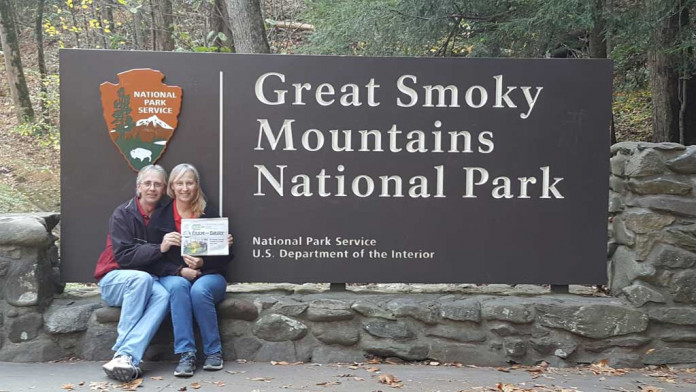 NATIONAL
PARK
SERVICE
Great Smoky
Mountains
National Park
National Park Service
U.S. Department of the Interior